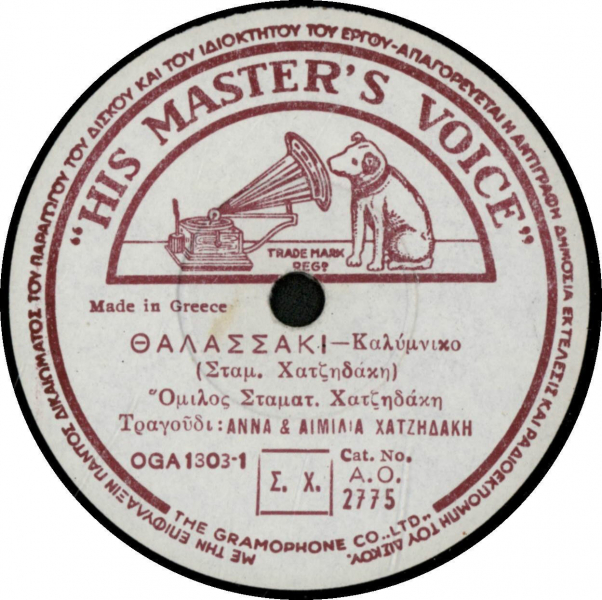 ΜΕ ΤΗΝ ΕΠΙΦΥΛΑΞΙΝ ΠΑΝΤΟΣ ΔΙΚΑΙΩΜΑΤΟΣ ΤΟΥ ΠΑΡΑΓΩΓΟΥ ΤΟΥ ΔΙΣΚΟΥ ΚΑΙ ΤΟΥ ΙΔΙΟΚΤΗΤΟΥ ΤΟΥ ΕΡΓΟΥ-ΑΠΑΓΟΡΕΥΕΤΑΙ Η ΑΝΤΙΓΡΑΦΗ ΔΗΜΟΣΙΑ ΕΚΤΕΛΕΣΙΣ ΚΑΙ ΡΑΔΙΟΕΚΠΟΜΠΗ ΤΟΥ ΔΙΣΚΟΥ.
"HIS MASTER'S VOICE"
TRADE MARK
REGD
Made in Greece
ΘΑΛΑΣΣΑΚΙ—Καλύμνικο
(Σταμ. Χατζηδάκη)
Ὅμιλος Σταματ. Χατζηδάκη
Τραγοῦδι: ΑΝΝΑ & ΑΙΜΙΛΙΑ ΧΑΤΖΗΔΑΚΗ
OGA1303-1
Σ. Χ.
Cat. No.
A.O.
2775
THE GRAMOPHONE CO.,LTD.,